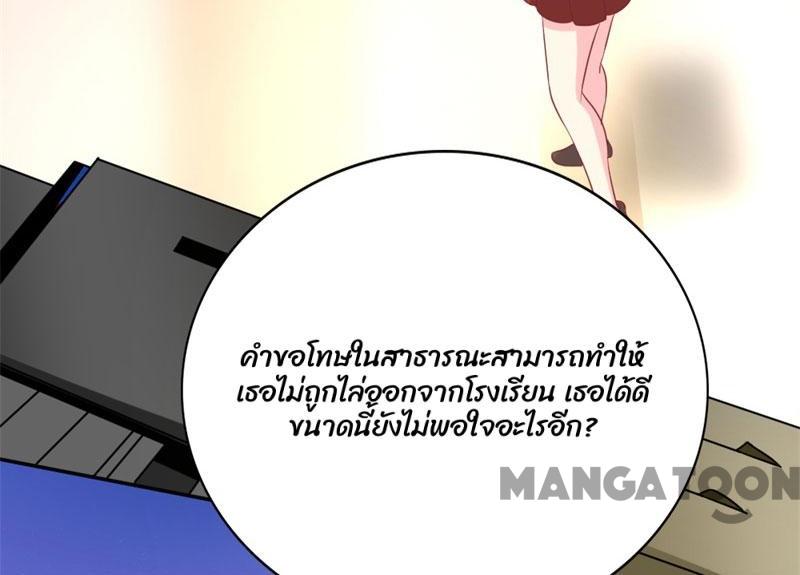 คำขอโทษในสาธารณะสามารถทำให้
เธอไม่ถูกไล่ออกจากโรงเรียน เธอได้ดี
ขนาดนี้ยังไม่พอใจอะไรอีก?
MANGATOON